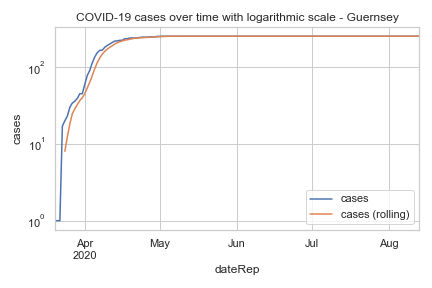 COVID-19 cases over time with logarithmic scale - Guernsey
10²
10¹
10⁰
cases
Apr
2020
May
Jun
Jul
Aug
dateRep
cases
cases (rolling)